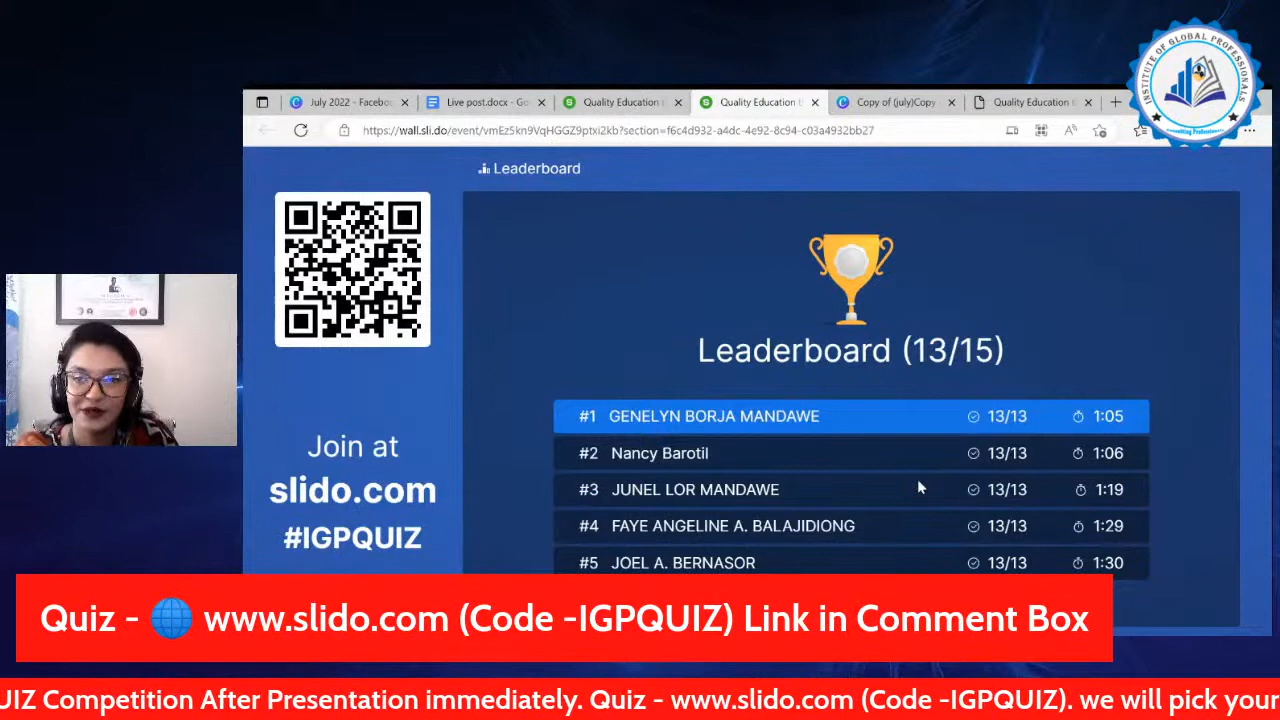 INSTITUTE OF GLOBAL PROFESSIONALS
Consulting Professionals
July 2022 - Facebou
Live post.docx - Go
Quality Education
Quality Education t
Copy of (july)Copy
Quality Education t
https://wall.sli.do/event/vmEz5kn9VqHGGZ9ptxi2kb?section=f6c4d932-a4dc-4e92-8c94-c03a4932bb27
Leaderboard
Leaderboard (13/15)
#1 GENELYN BORJA MANDAWE 13/13 1:05
#2 Nancy Barotil 13/13 1:06
#3 JUNEL LOR MANDAWE 13/13 1:19
#4 FAYE ANGELINE A. BALAJIDIONG 13/13 1:29
#5 JOEL A. BERNASOR 13/13 1:30
Join at
slido.com
#IGPQUIZ
Quiz - www.slido.com (Code -IGPQUIZ) Link in Comment Box
UIZ Competition After Presentation immediately. Quiz - www.slido.com (Code -IGPQUIZ). we will pick your